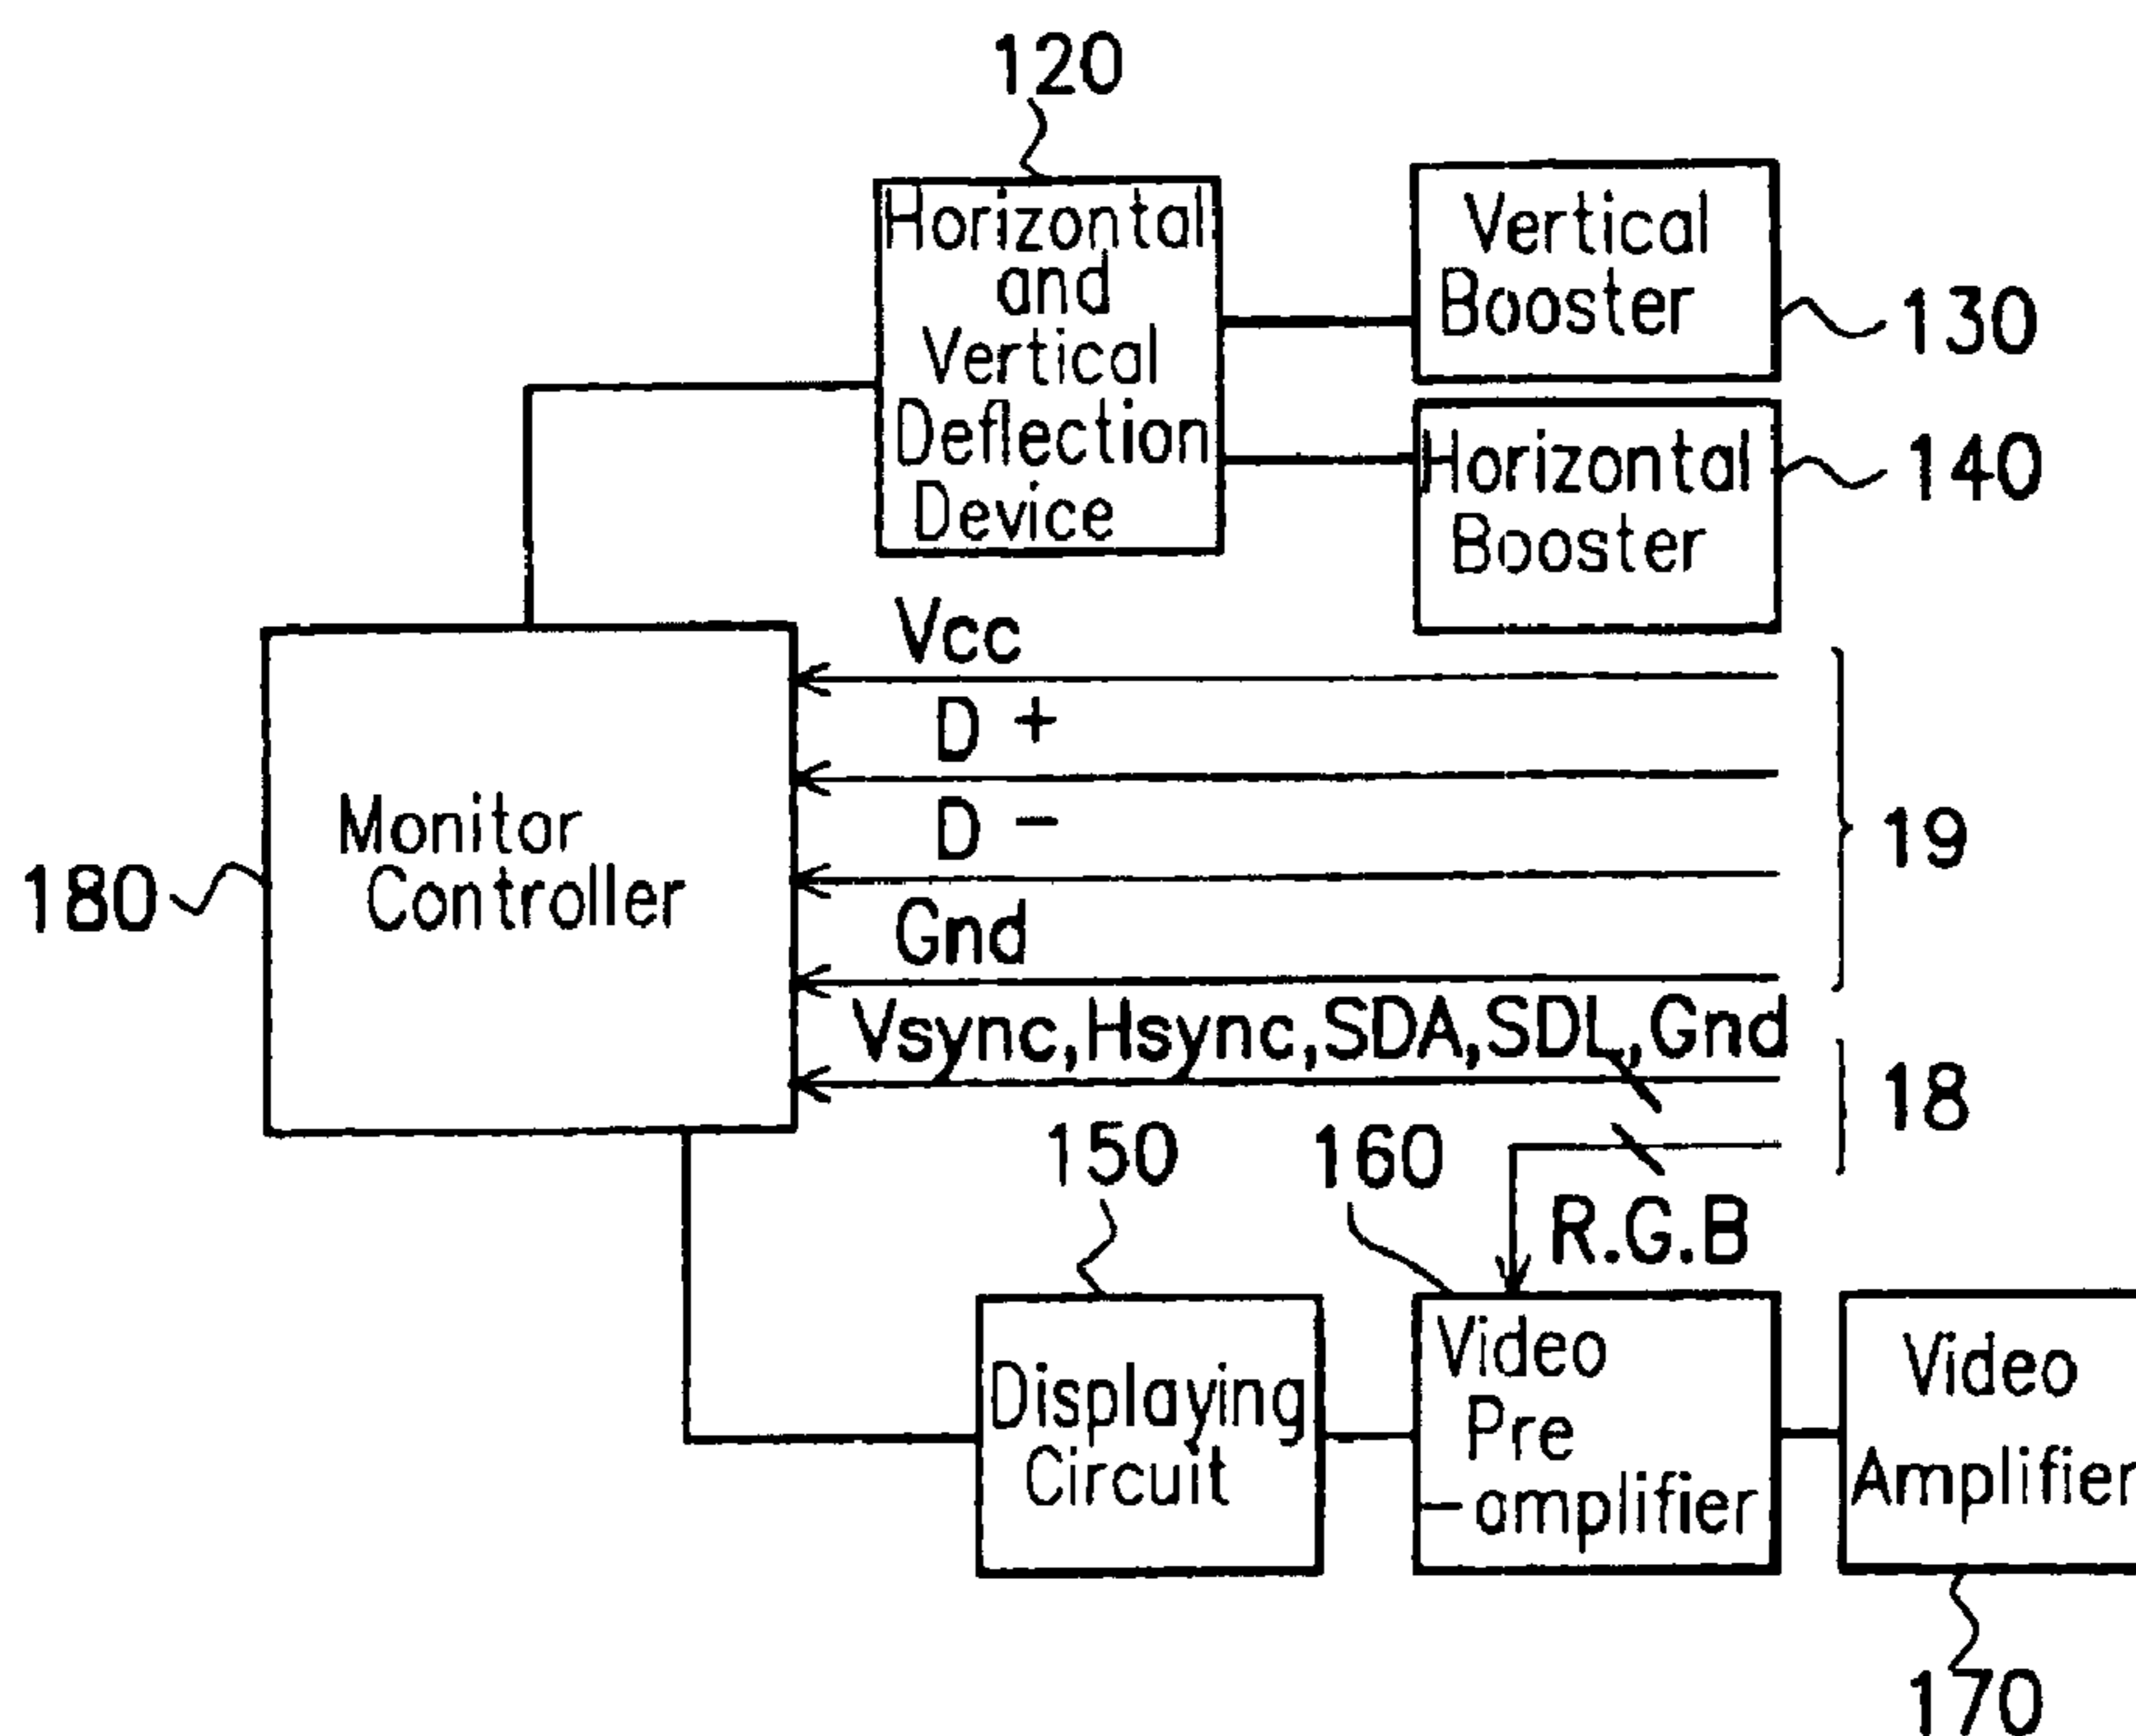 120
Horizontal
and
Vertical
Deflection
Device
Vertical
Booster
130
Horizontal
Booster
140
Vcc
D +
D -
Gnd
19
Monitor
Controller
180
Vsync,Hsync,SDA,SDL,Gnd
18
150
160
R.G.B
Displaying
Circuit
Video
Pre
-amplifier
Video
Amplifier
170